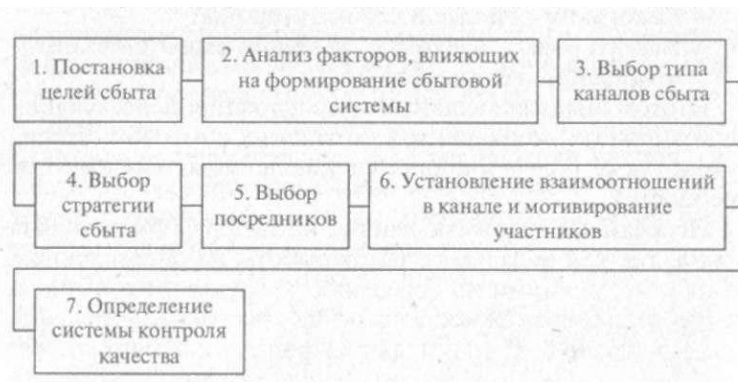 1. Постановка
целей сбыта
2. Анализ факторов, влияющих
на формирование сбытовой
системы
3. Выбор типа
каналов сбыта
4. Выбор
стратегии
сбыта
5. Выбор
посредников
6. Установление взаимоотношений
в канале и мотивирование
участников
7. Определение
системы контроля
качества